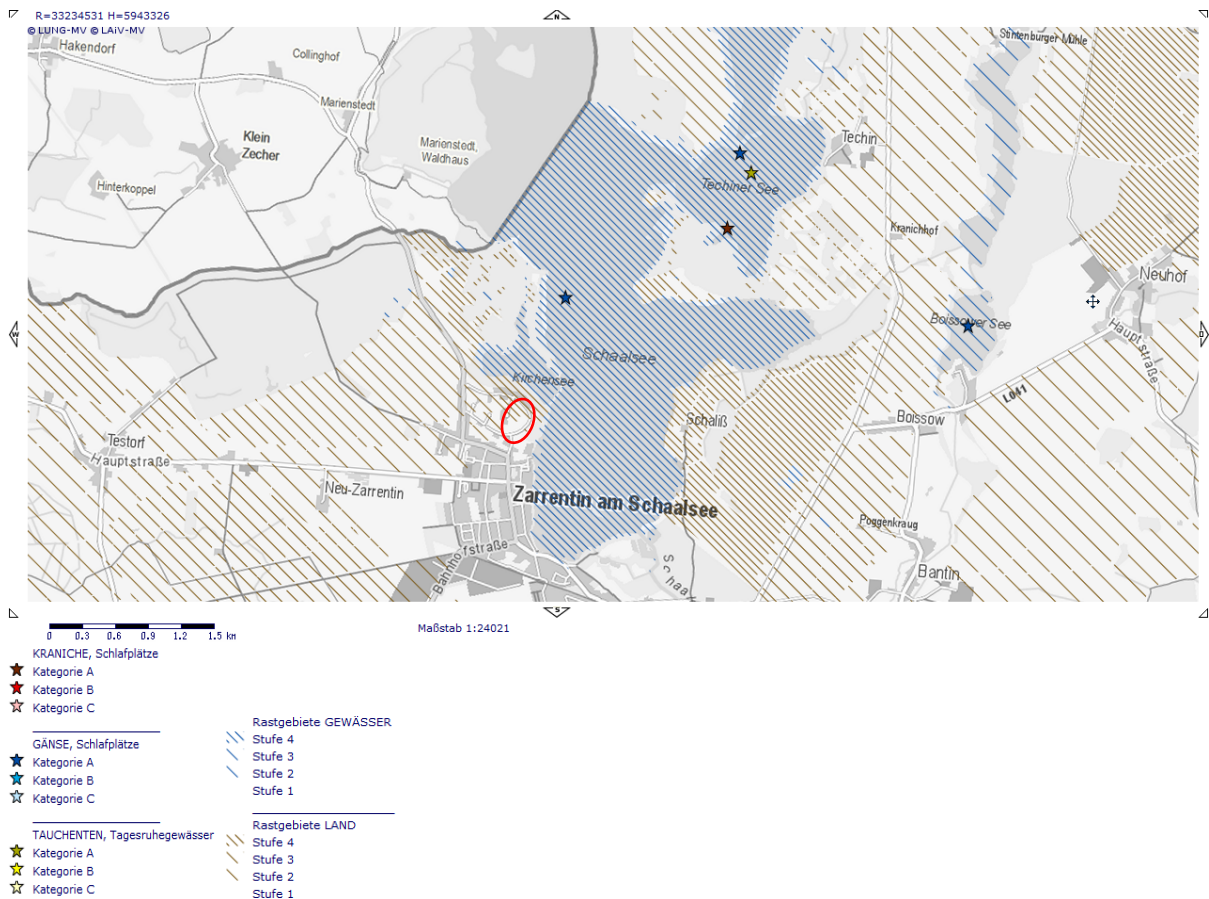 R=33234531 H=5943326
© LUNG-MV © LAiV-MV
N
Hakendorf
Collinghof
Stintenburger Mühle
Marienstedt
Klein
Zecher
Marienstedt,
Waldhaus
Techin
Hinterkoppel
Techiner See
Kranichhof
Neuhof
Boissower See
W
O
Schaalsee
Hauptstraße
Kirchensee
L041
Schaliß
Boissow
Testorf
Hauptstraße
Neu-Zarrentin
Zarrentin am Schaalsee
Poggenkraug
Bahnhofstraße
Schaal
Bantin
S
0 0.3 0.6 0.9 1.2 1.5 km
Maßstab 1:24021
KRANICHE, Schlafplätze
Kategorie A
Kategorie B
Kategorie C
GÄNSE, Schlafplätze
Kategorie A
Kategorie B
Kategorie C
TAUCHENTEN, Tagesruhegewässer
Kategorie A
Kategorie B
Kategorie C
Rastgebiete GEWÄSSER
Stufe 4
Stufe 3
Stufe 2
Stufe 1
Rastgebiete LAND
Stufe 4
Stufe 3
Stufe 2
Stufe 1